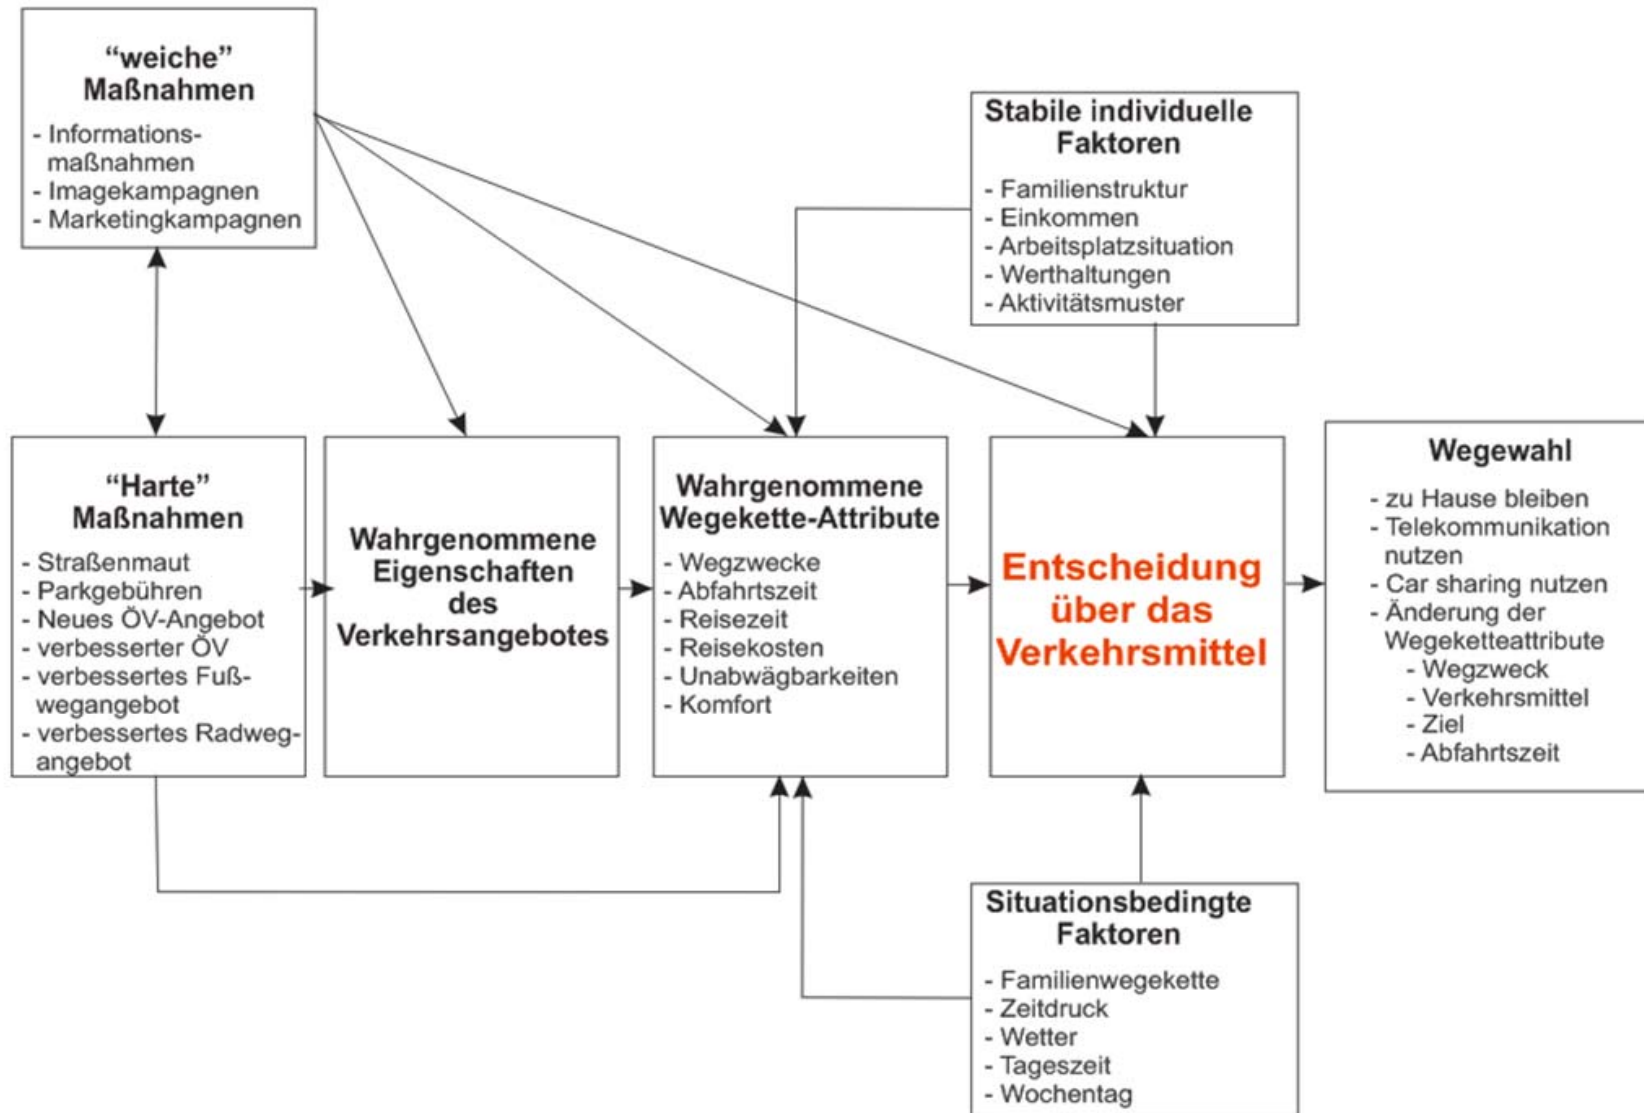 “weiche”
Maßnahmen
- Informations-
maßnahmen
- Imagekampagnen
- Marketingkampagnen
Stabile individuelle
Faktoren
- Familienstruktur
- Einkommen
- Arbeitsplatzsituation
- Werthaltungen
- Aktivitätsmuster
“Harte”
Maßnahmen
- Straßenmaut
- Parkgebühren
- Neues ÖV-Angebot
- verbesserter ÖV
- verbessertes Fuß-
wegangebot
- verbessertes Radweg-
angebot
Wahrgenommene
Eigenschaften
des
Verkehrsangebotes
Wahrgenommene
Wegekette-Attribute
- Wegzwecke
- Abfahrtszeit
- Reisezeit
- Reisekosten
- Unabwägbarkeiten
- Komfort
Entscheidung
über das
Verkehrsmittel
Wegewahl
- zu Hause bleiben
- Telekommunikation
nutzen
- Car sharing nutzen
- Änderung der
Wegeketteattribute
- Wegzweck
- Verkehrsmittel
- Ziel
- Abfahrtszeit
Situationsbedingte
Faktoren
- Familienwegekette
- Zeitdruck
- Wetter
- Tageszeit
- Wochentag